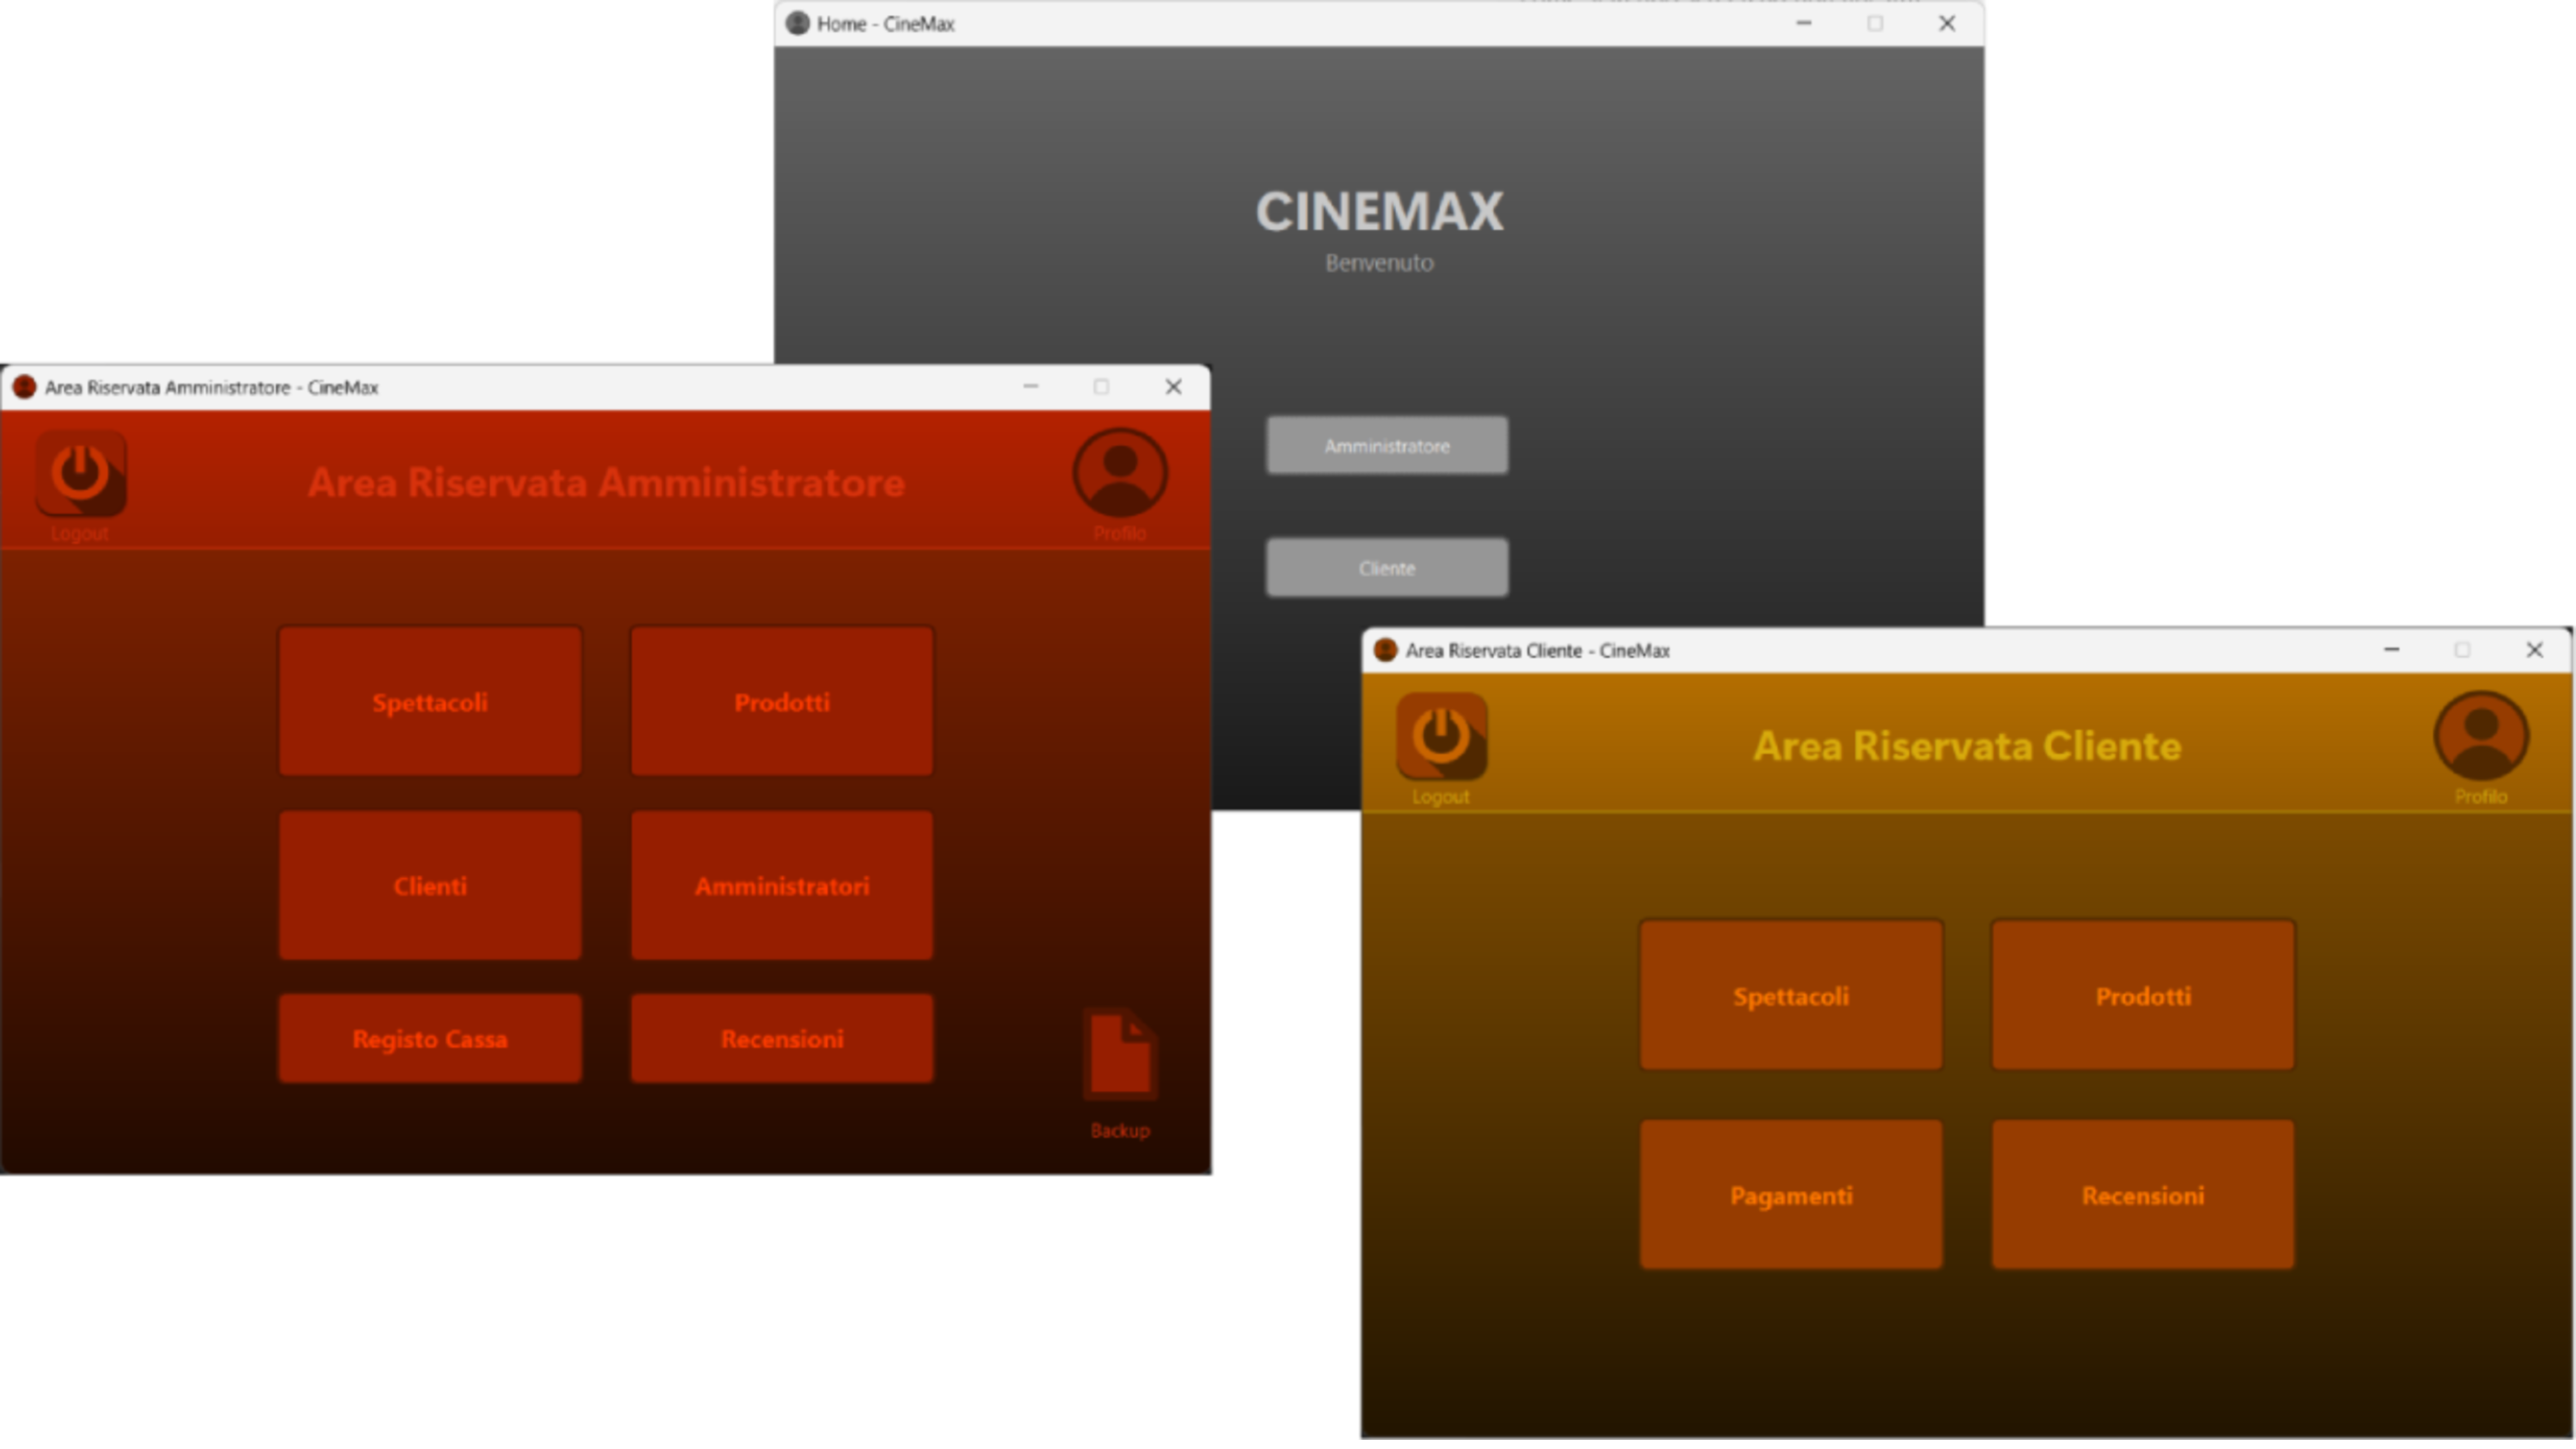 Home - CineMax
CINEMAX
Benvenuto
Amministratore
Cliente
Area Riservata Amministratore - CineMax
Area Riservata Amministratore
Logout
Profilo
Spettacoli
Prodotti
Clienti
Amministratori
Registo Cassa
Recensioni
Backup
Area Riservata Cliente - CineMax
Area Riservata Cliente
Logout
Profilo
Spettacoli
Prodotti
Pagamenti
Recensioni